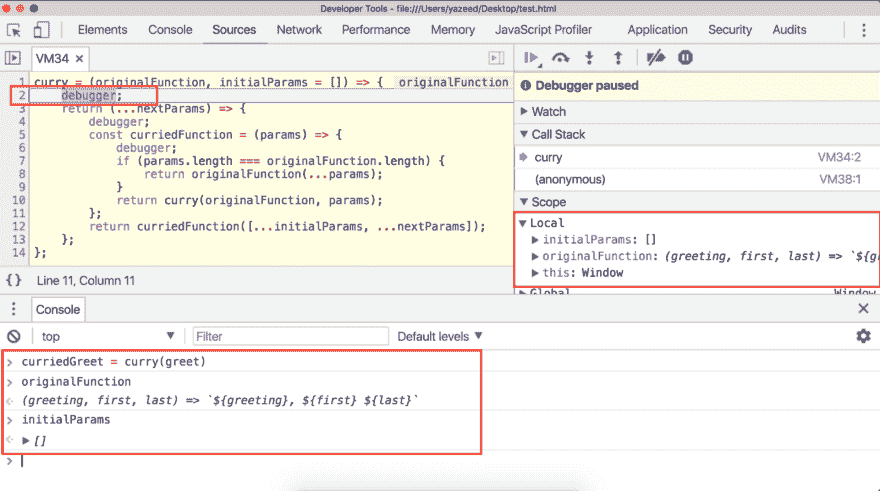 Developer Tools - file:///Users/yazeed/Desktop/test.html
Elements Console Sources Network Performance Memory JavaScript Profiler Application Security Audits
VM34 ×
1 curry = (originalFunction, initialParams = []) => { originalFunction
2 debugger;
3 return (...nextParams) => {
4 debugger;
5 const curriedFunction = (params) => {
6 debugger;
7 if (params.length === originalFunction.length) {
8 return originalFunction(...params);
9 }
10 return curry(originalFunction, params);
11 };
12 return curriedFunction([...initialParams, ...nextParams]);
13 };
14 };
{} Line 11, Column 11
Debugger paused
Watch
Call Stack
curry VM34:2
(anonymous) VM38:1
Scope
Local
initialParams: []
originalFunction: (greeting, first, last) => `${gr
this: Window
Global Window
Console
top Filter Default levels
> curriedGreet = curry(greet)
> originalFunction
(greeting, first, last) => `${greeting}, ${first} ${last}`
> initialParams
[]
>